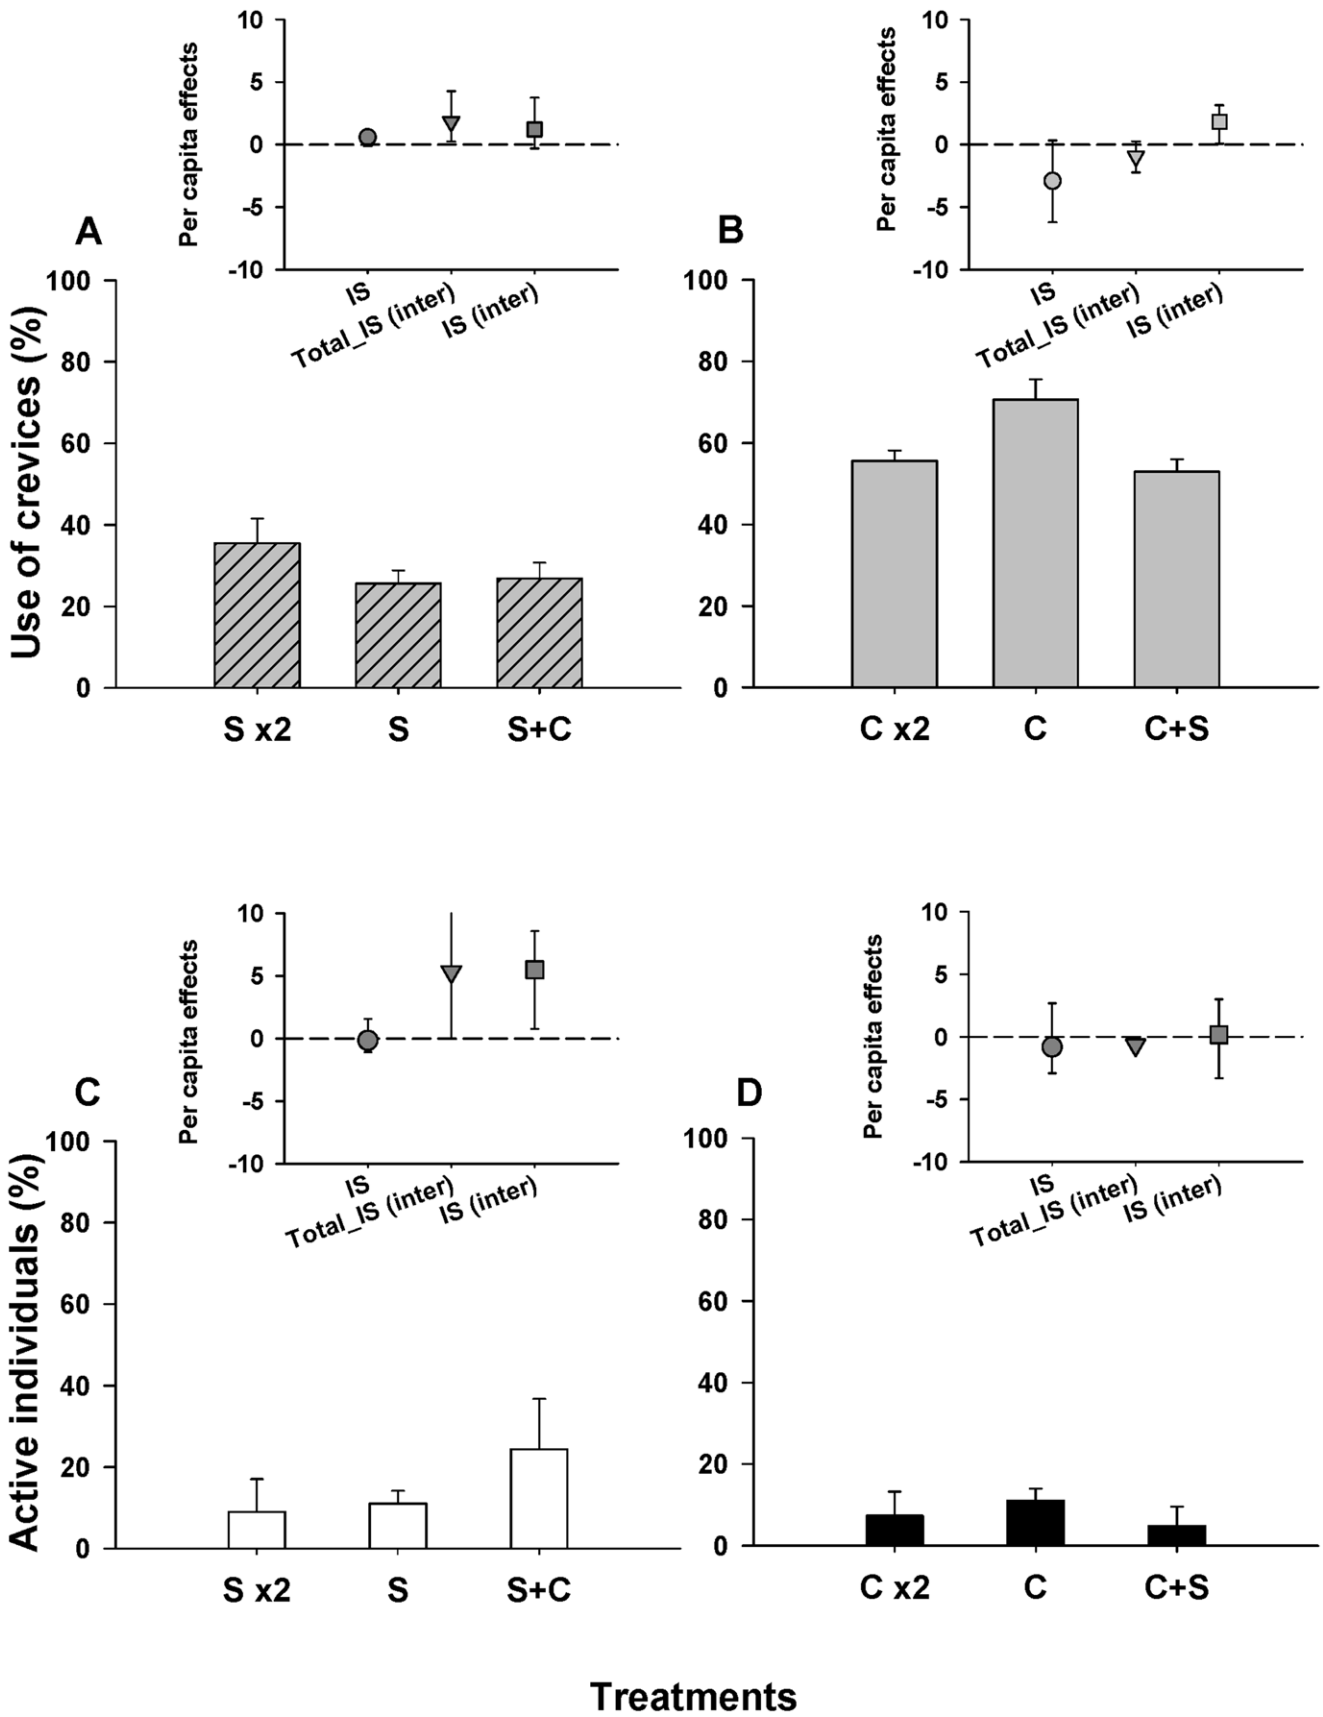 10
5
0
-5
-10
Per capita effects
IS
Total_IS (inter)
IS (inter)
A
100
80
60
40
20
0
Use of crevices (%)
S x2
S
S+C
10
5
0
-5
-10
Per capita effects
IS
Total_IS (inter)
IS (inter)
B
100
80
60
40
20
0
C x2
C
C+S
10
5
0
-5
-10
Per capita effects
IS
Total_IS (inter)
IS (inter)
C
100
80
60
40
20
0
Active individuals (%)
S x2
S
S+C
10
5
0
-5
-10
Per capita effects
IS
Total_IS (inter)
IS (inter)
D
100
80
60
40
20
0
C x2
C
C+S
Treatments